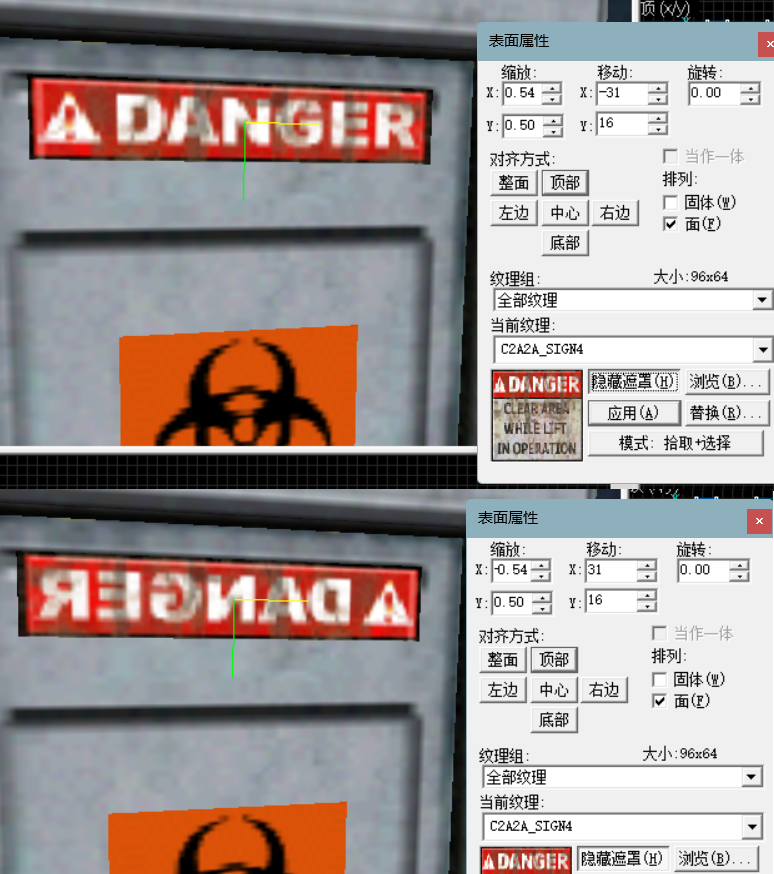 顶(x/y)
表面属性
缩放: 移动: 旋转:
X: 0.54 X: -31 0.00
Y: 0.50 Y: 16
对齐方式: 当作一体
整面 顶部 排列:
左边 中心 右边 固体(W)
底部 面(F)
纹理组: 大小:96x64
全部纹理
当前纹理:
C2A2A_SIGN4
DANGER
CLEAR AREA
WHILE LIFT
IN OPERATION
隐藏遮罩(H) 浏览(B)...
应用(A) 替换(R)...
模式: 拾取+选择
DANGER
表面属性
缩放: 移动: 旋转:
X: -0.54 X: 31 0.00
Y: 0.50 Y: 16
对齐方式: 当作一体
整面 顶部 排列:
左边 中心 右边 固体(W)
底部 面(F)
纹理组: 大小:96x64
全部纹理
当前纹理:
C2A2A_SIGN4
DANGER 隐藏遮罩(H) 浏览(B)...
DANGER